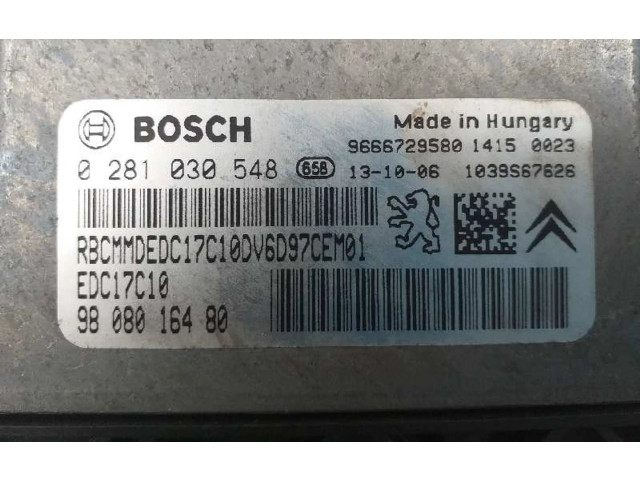 BOSCH Made in Hungary
9666729580 1415 0023
0 281 030 548 658 13-10-06 1039S67626
RBCMMDEDC17C10DV6D97CEM01
EDC17C10
98 080 164 80